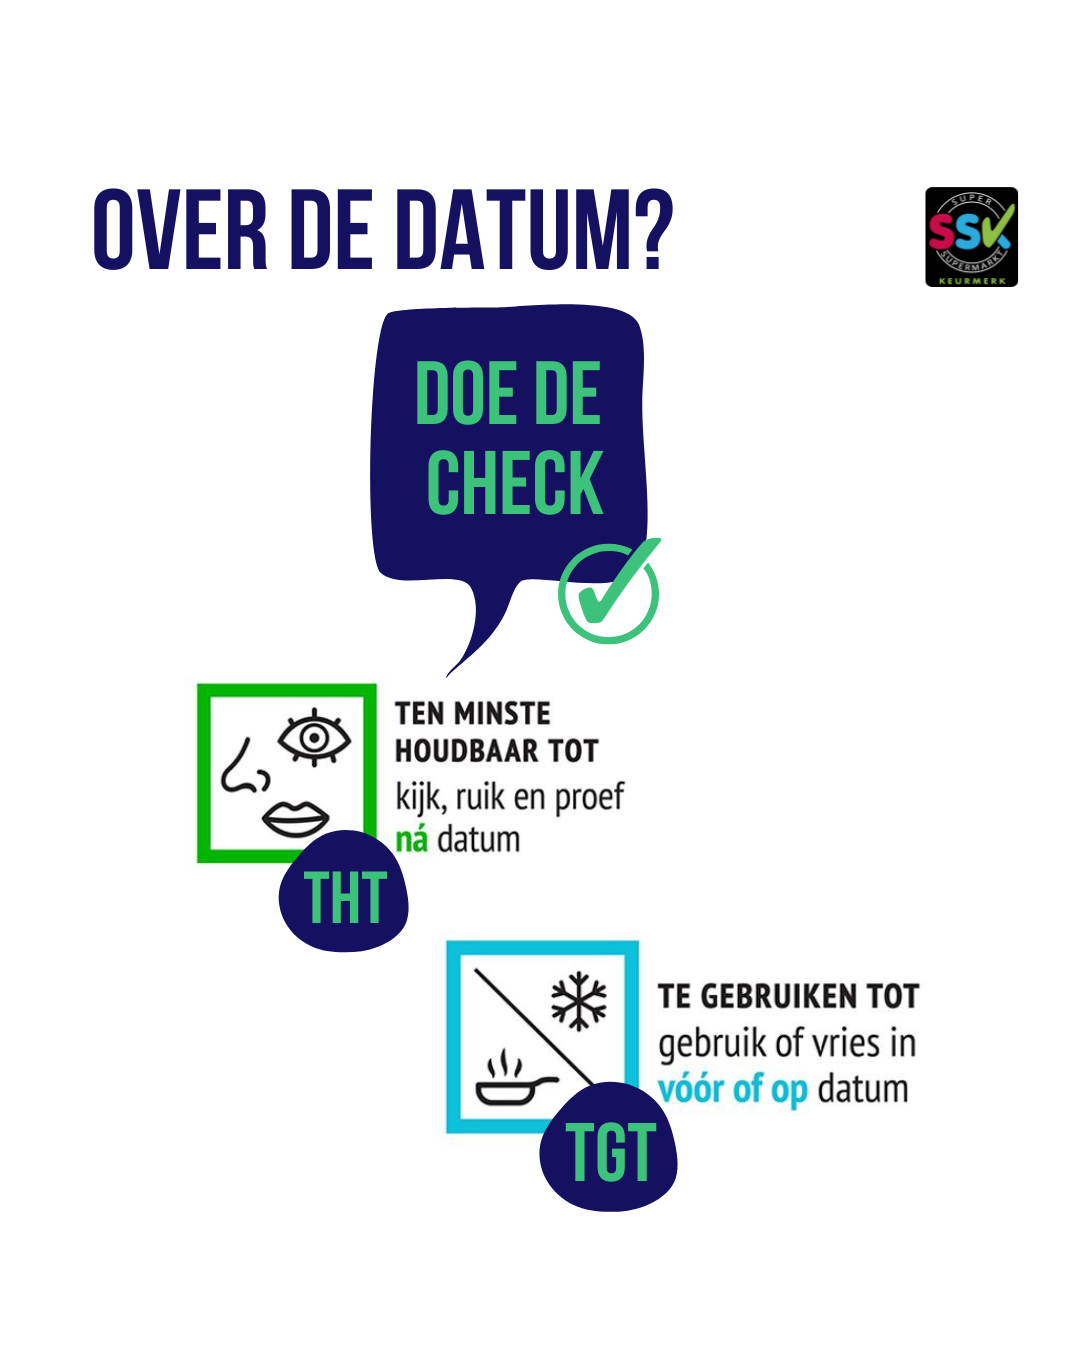 OVER DE DATUM?
SUPER
SSK
SUPERMARKT
KEURMERK
DOE DE
CHECK
TEN MINSTE
HOUDBAAR TOT
kijk, ruik en proef
ná datum
THT
TE GEBRUIKEN TOT
gebruik of vries in
vóór of op datum
TGT